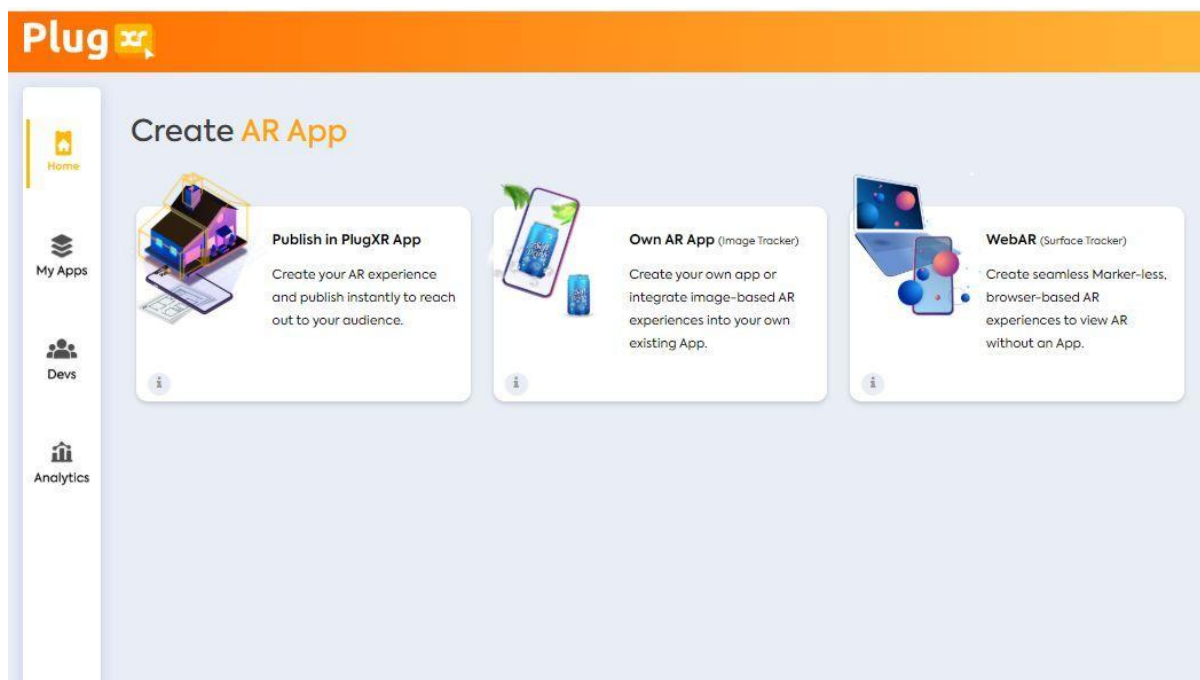 Plug xr
Home
My Apps
Devs
Analytics
Create AR App
Publish in PlugXR App
Create your AR experience
and publish instantly to reach
out to your audience.
i
Own AR App (Image Tracker)
Create your own app or
integrate image-based AR
experiences into your own
existing App.
i
WebAR (Surface Tracker)
Create seamless Marker-less,
browser-based AR
experiences to view AR
without an App.
i